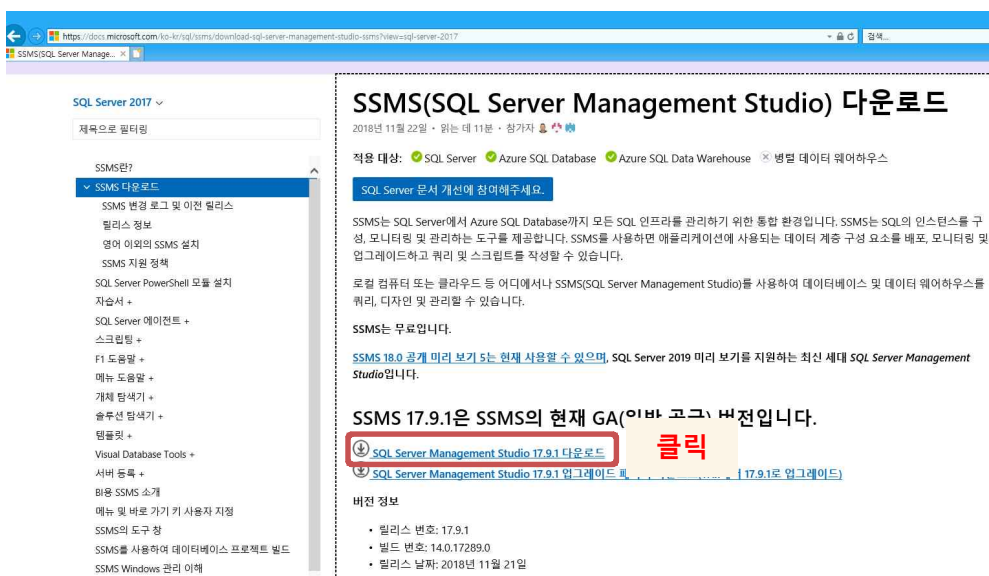 https://docs.microsoft.com/ko-kr/sql/ssms/download-sql-server-management-studio-ssms?view=sql-server-2017
검색...
SSMS(SQL Server Manage...
SQL Server 2017
제목으로 필터링
SSMS란?
SSMS 다운로드
SSMS 변경 로그 및 이전 릴리스
릴리스 정보
영어 이외의 SSMS 설치
SSMS 지원 정책
SQL Server PowerShell 모듈 설치
자습서 +
SQL Server 에이전트 +
스크립팅 +
F1 도움말 +
메뉴 도움말 +
개체 탐색기 +
솔루션 탐색기 +
템플릿 +
Visual Database Tools +
서버 등록 +
BI용 SSMS 소개
메뉴 및 바로 가기 키 사용자 지정
SSMS의 도구 창
SSMS를 사용하여 데이터베이스 프로젝트 빌드
SSMS Windows 관리 이해
SSMS(SQL Server Management Studio) 다운로드
2018년 11월 22일 • 읽는 데 11분 • 참가자
적용 대상: SQL Server Azure SQL Database Azure SQL Data Warehouse 병렬 데이터 웨어하우스
SQL Server 문서 개선에 참여해주세요.
SSMS는 SQL Server에서 Azure SQL Database까지 모든 SQL 인프라를 관리하기 위한 통합 환경입니다. SSMS는 SQL의 인스턴스를 구
성, 모니터링 및 관리하는 도구를 제공합니다. SSMS를 사용하면 애플리케이션에 사용되는 데이터 계층 구성 요소를 배포, 모니터링 및
업그레이드하고 쿼리 및 스크립트를 작성할 수 있습니다.
로컬 컴퓨터 또는 클라우드 등 어디에서나 SSMS(SQL Server Management Studio)를 사용하여 데이터베이스 및 데이터 웨어하우스를
쿼리, 디자인 및 관리할 수 있습니다.
SSMS는 무료입니다.
SSMS 18.0 공개 미리 보기 5는 현재 사용할 수 있으며, SQL Server 2019 미리 보기를 지원하는 최신 세대 SQL Server Management
Studio입니다.
SSMS 17.9.1은 SSMS의 현재 GA(일반 공급) 버전입니다.
SQL Server Management Studio 17.9.1 다운로드
클릭
SQL Server Management Studio 17.9.1 업그레이드 17.9.1로 업그레이드)
버전 정보
• 릴리스 번호: 17.9.1
• 빌드 번호: 14.0.17289.0
• 릴리스 날짜: 2018년 11월 21일